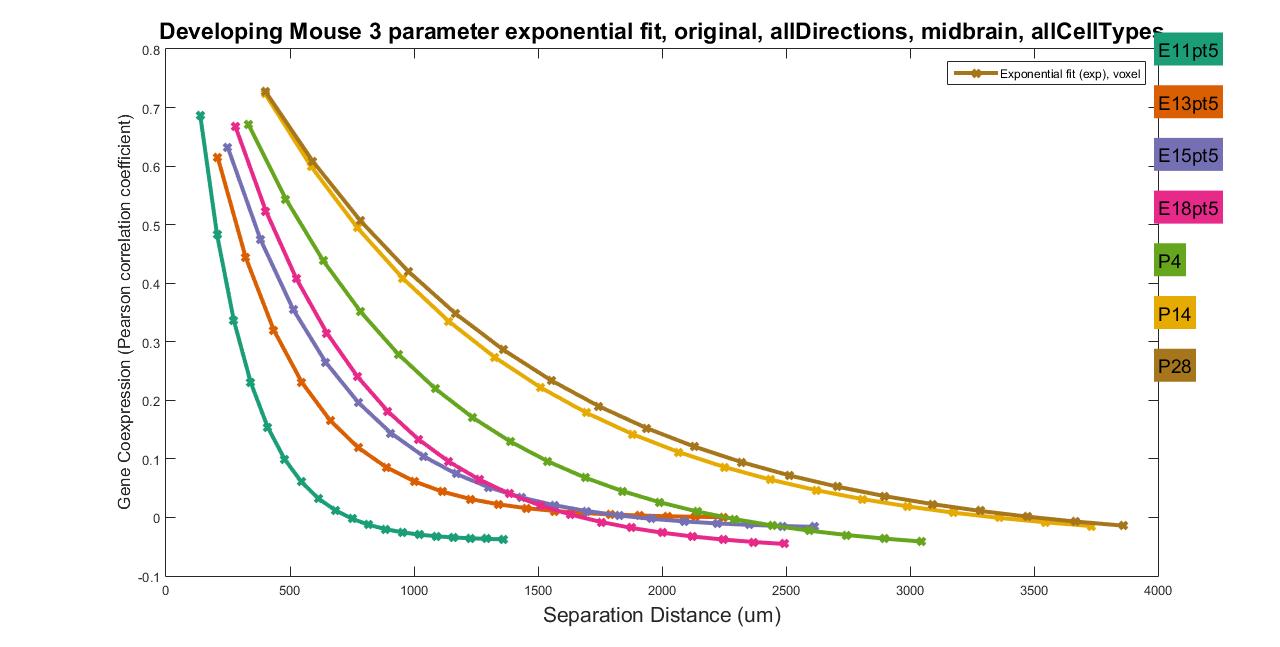 Developing Mouse 3 parameter exponential fit, original, allDirections, midbrain, allCellTypes
Exponential fit (exp), voxel
E11pt5
E13pt5
E15pt5
E18pt5
P4
P14
P28
Gene Coexpression (Pearson correlation coefficient)
0.8
0.7
0.6
0.5
0.4
0.3
0.2
0.1
0
-0.1
0 500 1000 1500 2000 2500 3000 3500 4000
Separation Distance (um)